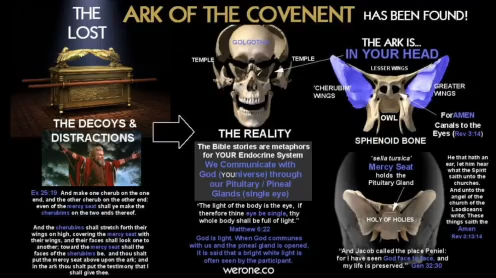 THE LOST
ARK OF THE COVENENT HAS BEEN FOUND!
THE DECOYS &
DISTRACTIONS
Ex 25:19 And make one cherub on the one
end, and the other cherub on the other end:
even of the mercy seat shall ye make the
cherubims on the two ends thereof.
And the cherubims shall stretch forth their
wings on high, covering the mercy seat with
their wings, and their faces shall look one to
another; toward the mercy seat shall the
faces of the cherubims be. and thou shalt
put the mercy seat above upon the ark; and
in the ark thou shalt put the testimony that I
shall give thee.
GOLGOTHA
TEMPLE
TEMPLE
THE REALITY
The Bible stories are metaphors
for YOUR Endocrine System
We Communicate with
God (youniverse) through
our Pituitary / Pineal
Glands (single eye)
"The light of the body is the eye, if
therefore thine eye be single, thy
whole body shall be full of light."
Matthew 6:22
God is light. When God communes
with us and the pineal gland is opened,
it is said that a bright white light is
often seen by the participant.
werone.co
THE ARK IS...
IN YOUR HEAD
LESSER WINGS
'CHERUBIM'
WINGS
GREATER
WINGS
OWL
ForAMEN
Canals to the
Eyes (Rev 3:14)
SPHENOID BONE
'sella tursica'
Mercy Seat
holds the
Pituitary Gland
HOLY OF HOLIES
He that hath an
ear, let him hear
what the Spirit
saith unto the
churches.
And unto the
angel of the
church of the
Laodiceans
write; These
things saith the
Amen
Rev 3:13/14
"And Jacob called the place Peniel:
for I have seen God face to face, and
my life is preserved." Gen 32:30